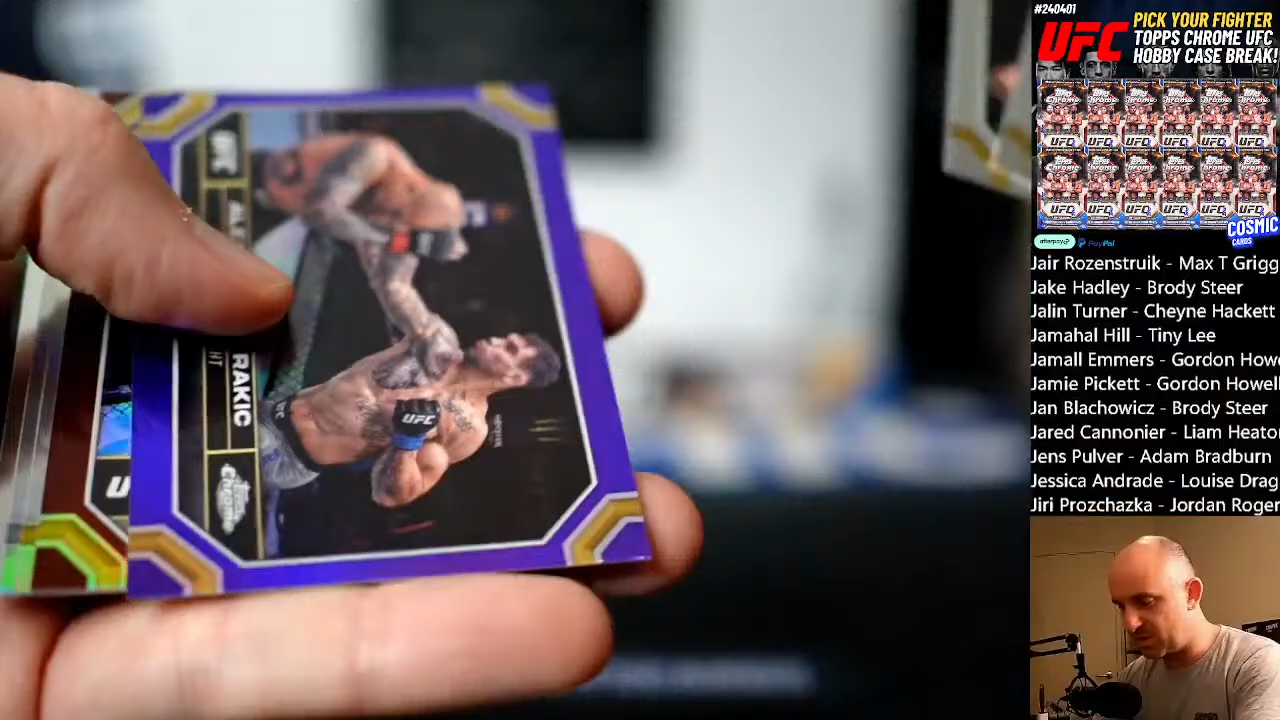 #240401
UFC
PICK YOUR FIGHTER
TOPPS CHROME UFC
HOBBY CASE BREAK!
COSMIC
CARDS
afterpay
PayPal
Jair Rozenstruik - Max T Grigg
Jake Hadley - Brody Steer
Jalin Turner - Cheyne Hackett
Jamahal Hill - Tiny Lee
Jamall Emmers - Gordon Howe
Jamie Pickett - Gordon Howell
Jan Blachowicz - Brody Steer
Jared Cannonier - Liam Heaton
Jens Pulver - Adam Bradburn
Jessica Andrade - Louise Drag
Jiri Prozchazka - Jordan Roger
UFC
RAKIC
Topps Chrome
UFC